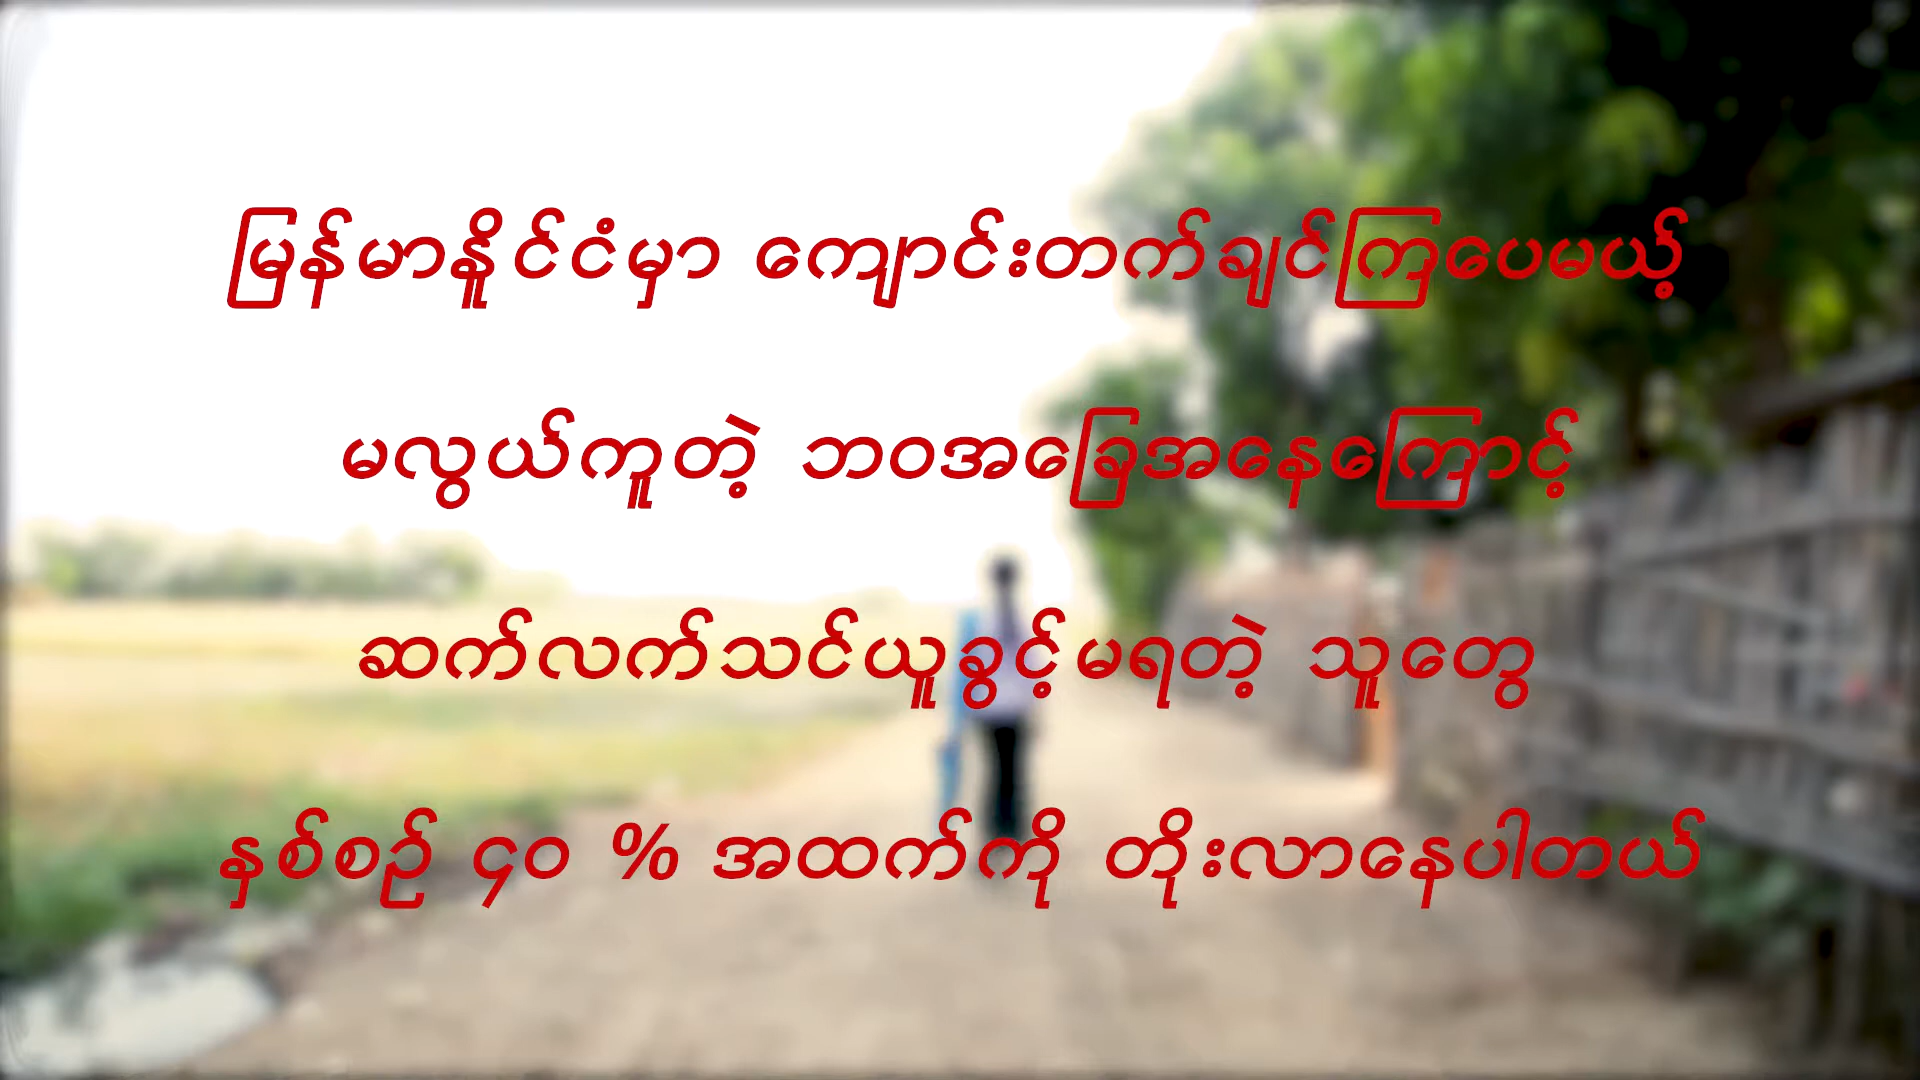 မြန်မာနိူင်ငံမှာ ကျောင်းတက်ချင်ကြပေမယ့်
မလွယ်ကူတဲ့ ဘဝအခြေအနေကြောင့်
ဆက်လက်သင်ယူခွင့်မရတဲ့ သူတွေ
နှစ်စဉ် ၄၀ % အထက်ကို တိုးလာနေပါတယ်